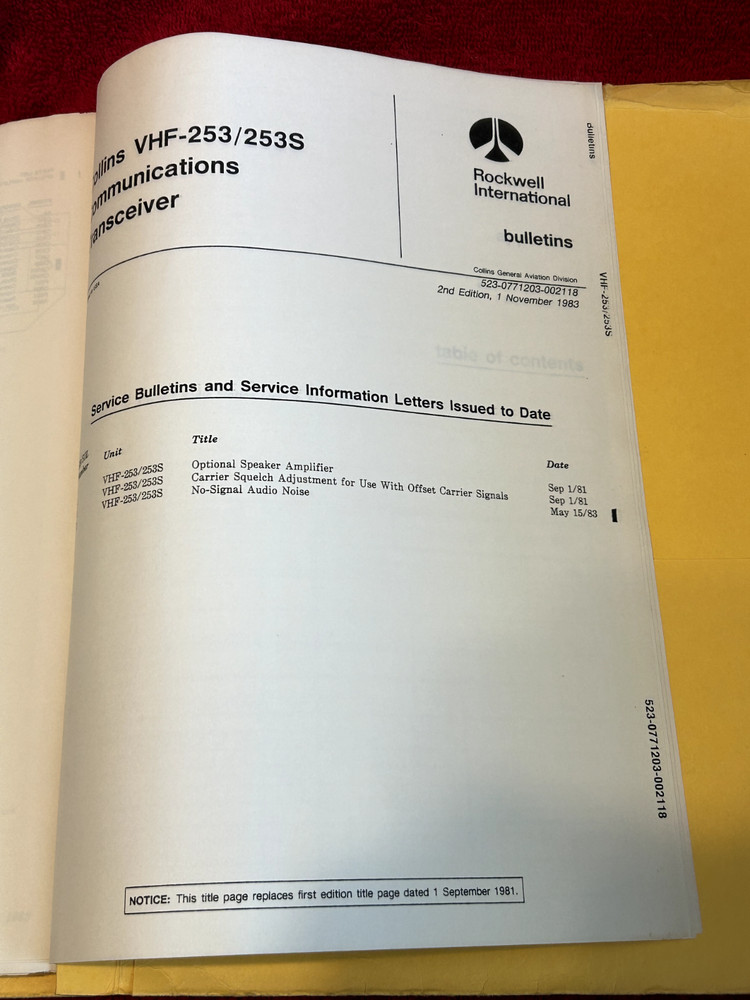 ollins VHF-253/253S
ommunications
ansceiver
Rockwell
International
bulletins
Collins General Aviation Division
523-0771203-002118
2nd Edition, 1 November 1983
table of contents
Service Bulletins and Service Information Letters Issued to Date
Unit Title Date
VHF-253/253S Optional Speaker Amplifier Sep 1/81
VHF-253/253S Carrier Squelch Adjustment for Use With Offset Carrier Signals Sep 1/81
VHF-253/253S No-Signal Audio Noise May 15/83
NOTICE: This title page replaces first edition title page dated 1 September 1981.
bulletins
VHF-253/253S
523-0771203-002118